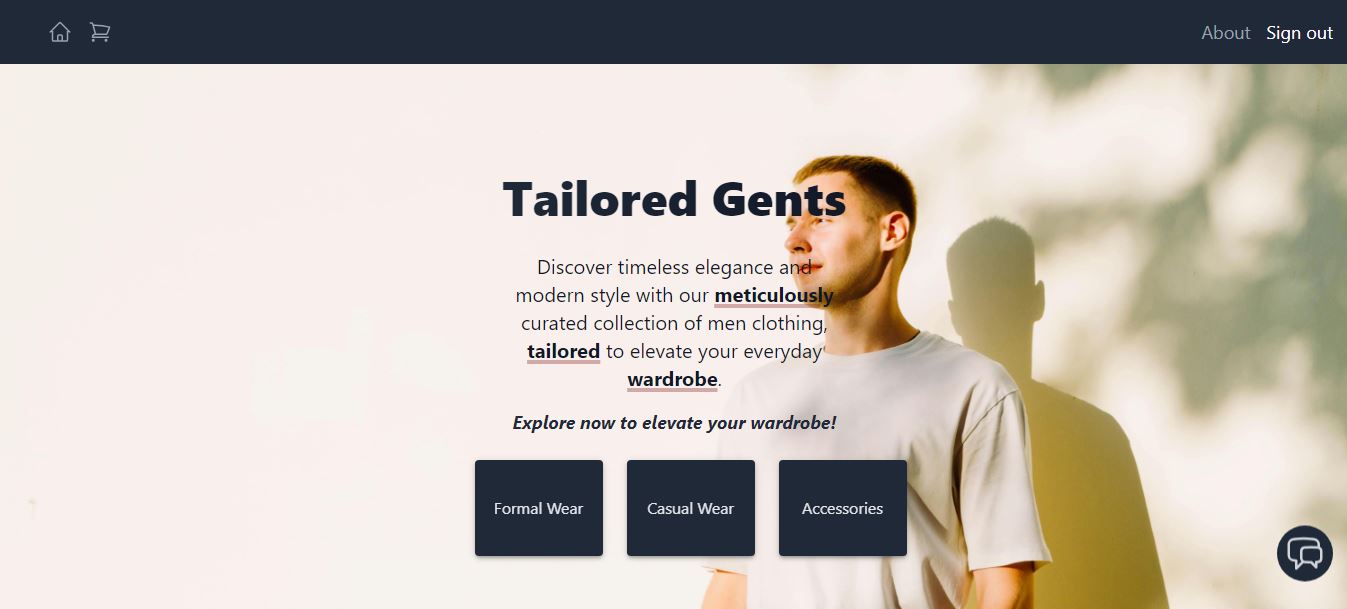 About
Sign out
Tailored Gents
Discover timeless elegance and
modern style with our meticulously
curated collection of men clothing,
tailored to elevate your everyday
wardrobe.
Explore now to elevate your wardrobe!
Formal Wear
Casual Wear
Accessories